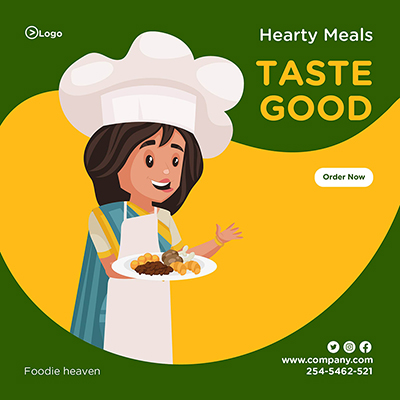 Logo
Hearty Meals
TASTE
GOOD
Order Now
Foodie heaven
www.company.com
254-5462-521